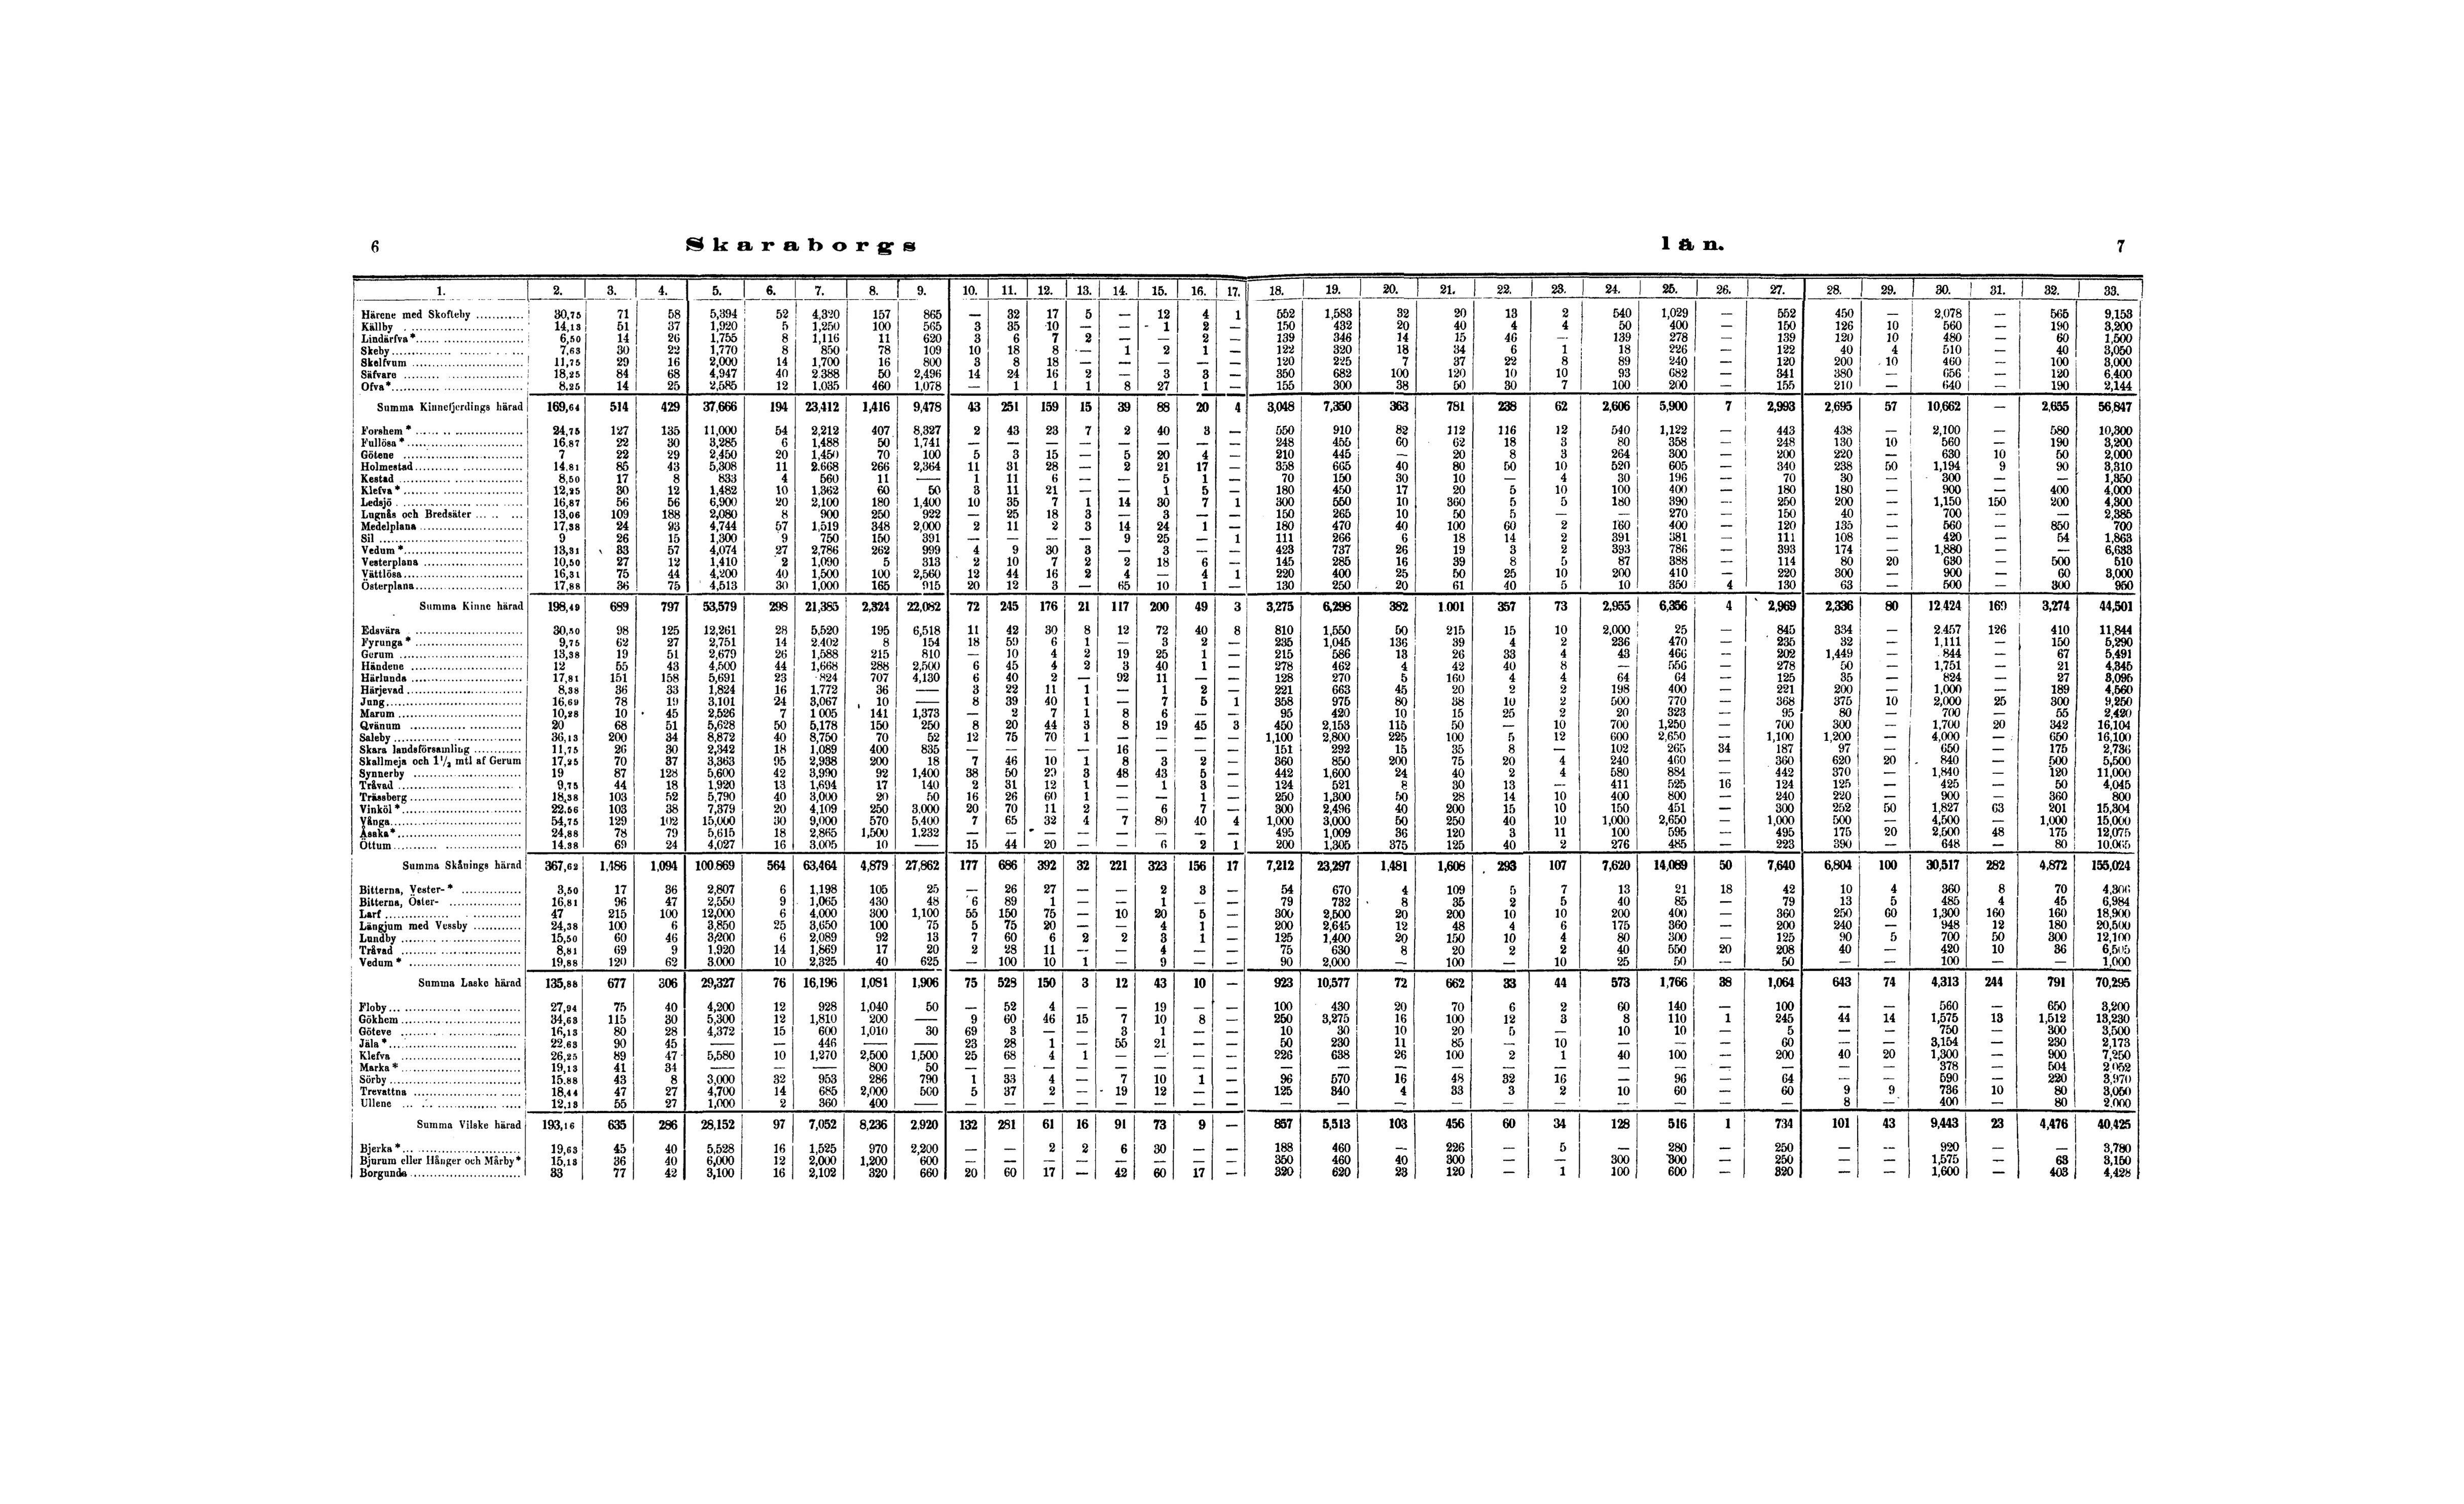 6 Skaraborgs län. 7
1. 2. 3. 4. 5. 6. 7. 8. 9. 10. 11. 12. 13. 14. 15. 16. 17. 18. 19. 20. 21. 22. 23. 24. 25. 26. 27. 28. 29. 30. 31. 32. 33.
Härene med Skofteby 30,75 71 58 5,394 52 4,320 157 865 — 32 17 5 — 12 4 1 552 1,583 32 20 13 2 540 1,029 — 552 450 — 2,078 — 565 9,153
Källby 14,13 51 37 1,920 5 1,250 100 565 3 35 10 — — 1 2 — 150 432 20 40 4 4 50 400 — 150 126 10 560 — 190 3,200
Lindärfva * 6,50 14 26 1,755 8 1,116 11 620 3 6 7 2 — — 2 — 139 346 14 15 46 — 139 278 — 139 120 10 480 — 60 1,500
Skeby 7,63 30 22 1,770 8 850 78 109 10 18 8 — 1 2 1 — 122 320 18 34 6 1 18 226 — 122 40 4 510 — 40 3,050
Skelfvum 11,75 29 16 2,000 14 1,700 16 800 3 8 18 — — — — — 120 225 7 37 22 8 89 240 — 120 200 10 460 — 100 3,000
Säfvare 18,25 84 68 4,947 40 2 388 50 2,496 14 24 16 2 — 3 3 — 350 682 100 120 10 10 93 682 — 341 380 — 656 — 120 6,400
Ofva * 8,25 14 25 2,585 12 1.035 460 1,078 — 1 1 1 8 27 1 — 155 300 38 50 30 7 100 200 — 155 210 — 640 — 190 2,144
Summa Kinnefjerdings härad 169,64 514 429 37,666 194 23,412 1,416 9,478 43 251 159 15 39 88 20 4 3,048 7,350 363 781 238 62 2,606 5,900 7 2,993 2,695 57 10,662 — 2,655 56,847
Forshem * 24,75 127 135 11,000 54 2,212 407 8,327 2 43 23 7 2 40 3 — 550 910 82 112 116 12 540 1,122 — 443 438 — 2,100 — 580 10,300
Fullösa * 16,87 22 30 3,285 6 1,488 50 1,741 — — — — — — — — 248 455 60 62 18 3 80 358 — 248 130 10 560 — 190 3,200
Götene 7 22 29 2,450 20 1,450 70 100 5 3 15 — 5 20 4 — 210 445 — 20 8 3 264 300 — 200 220 — 630 10 50 2,000
Holmestad 14.81 85 43 5,308 11 2.668 266 2,364 11 31 28 — 2 21 17 — 358 665 40 80 50 10 520 605 — 340 238 50 1,194 9 90 3,310
Kestad 8,50 17 8 833 4 560 11 — 1 11 6 — — 5 1 — 70 150 30 10 — 4 30 196 — 70 30 — 300 — — 1,350
Klefva * 12,25 30 12 1,482 10 1,362 60 50 3 11 21 — — 1 5 — 180 450 17 20 5 10 100 400 — 180 180 — 900 — 400 4,000
Ledsjö 16,87 56 56 6,900 20 2,100 180 1,400 10 35 7 1 14 30 7 1 300 550 10 360 5 5 180 390 — 250 200 — 1,150 150 200 4,300
Lugnås och Bredsäter 13,06 109 188 2,080 8 900 250 922 — 25 18 3 — 3 — — 150 265 10 50 5 — — 270 — 150 40 — 700 — — 2,385
Medelplana 17,38 24 93 4,744 57 1,519 348 2,000 2 11 2 3 14 24 1 — 180 470 40 100 60 2 160 400 — 120 135 — 560 — 850 700
Sil 9 26 15 1,300 9 750 150 391 — — — — 9 25 — 1 111 266 6 18 14 2 391 381 — 111 108 — 420 — 54 1,863
Vedum * 13,31 33 57 4,074 27 2,786 262 999 4 9 30 3 — 3 — — 423 737 26 19 3 2 393 786 — 393 174 — 1,880 — — 6,633
Vesterplana 10,50 27 12 1,410 2 1,090 5 313 2 10 7 2 2 18 6 — 145 285 16 39 8 5 87 388 — 114 80 20 630 — 500 510
Vättlösa 16,31 75 44 4,200 40 1,500 100 2,560 12 44 16 2 4 — 4 1 220 400 25 50 25 10 200 410 — 220 300 — 900 — 60 3,000
Österplana 17,88 36 75 4,513 30 1,000 165 915 20 12 3 — 65 10 1 — 130 250 20 61 40 5 10 350 4 130 63 — 500 — 300 950
Summa Kinne härad 198,49 689 797 53,579 298 21,385 2,324 22,082 72 245 176 21 117 200 49 3 3,275 6,298 382 1.001 357 73 2,955 6,356 4 2,969 2,336 80 12.424 169 3,274 44,501
Edsvära 30,50 98 125 12,261 28 5,520 195 6,518 11 42 30 8 12 72 40 8 810 1,550 50 215 15 10 2,000 25 — 845 334 — 2.457 126 410 11,844
Fyrunga * 9,75 62 27 2,751 14 2.402 8 154 18 59 6 1 — 3 2 — 235 1,045 136 39 4 2 236 470 — 235 32 — 1,111 — 150 5,290
Gerum 13,38 19 51 2,679 26 1,588 215 810 — 10 4 2 19 25 1 — 215 586 13 26 33 4 43 466 — 202 1,449 — 844 — 67 5,491
Händene 12 55 43 4,500 44 1,668 288 2,500 6 45 4 2 3 40 1 — 278 462 4 42 40 8 — 556 — 278 50 — 1,751 — 21 4,345
Härlunda 17,81 151 158 5,691 23 824 707 4,130 6 40 2 — 92 11 — — 128 270 5 160 4 4 64 64 — 125 35 — 824 — 27 3,095
Härjevad 8,38 36 33 1,824 16 1,772 36 — 3 22 11 1 — 1 2 — 221 663 45 20 2 2 198 400 — 221 200 — 1,000 — 189 4,560
Jung 16,69 78 19 3,101 24 3,067 10 — 8 39 40 1 — 7 5 1 358 975 80 38 10 2 500 770 — 368 375 10 2,000 25 300 9,250
Marum 10,28 10 45 2,526 7 1 005 141 1,373 — 2 7 1 8 6 — — 95 420 10 15 25 2 20 323 — 95 80 — 700 — 55 2,420
Qvänum 20 68 51 5,628 50 5,178 150 250 8 20 44 3 8 19 45 3 450 2,153 115 50 — 10 700 1,250 — 700 300 — 1,700 20 342 16,104
Saleby 36,13 200 34 8,872 40 8,750 70 52 12 75 70 1 — — — — 1,100 2,800 225 100 5 12 600 2,650 — 1,100 1,200 — 4,000 — 650 16,100
Skara landsförsamling 11,75 26 30 2,342 18 1,089 400 835 — — — — 16 — — — 151 292 15 35 8 — 102 265 34 187 97 — 650 — 175 2,736
Skallmeja och 1 1/2 mtl af Gerum 17,25 70 37 3,363 95 2,938 200 18 7 46 10 1 8 3 2 — 360 850 200 75 20 4 240 460 — 360 620 20 840 — 500 5,500
Synnerby 19 87 128 5,600 42 3,990 92 1,400 38 50 29 3 48 43 5 — 442 1,600 24 40 2 4 580 884 — 442 370 — 1,840 — 120 11,000
Tråvad 9,75 44 18 1,920 13 1,694 17 140 2 31 12 1 — 1 3 — 124 521 8 30 13 — 411 525 16 124 125 — 425 — 50 4,045
Trässberg 18,38 103 52 5,790 40 3,000 20 50 16 26 60 1 — — 1 — 250 1,300 50 28 14 10 400 800 — 240 220 — 900 — 360 800
Vinköl * 22.56 103 38 7,379 20 4,109 250 3,000 20 70 11 2 — 6 7 — 300 2,496 40 200 15 10 150 451 — 300 252 50 1,827 63 201 15,304
Vånga 54,75 129 102 15,000 30 9,000 570 5.400 7 65 32 4 7 80 40 4 1,000 3,000 50 250 40 10 1,000 2,650 — 1,000 500 — 4,500 — 1,000 15,000
Åsaka * 24,88 78 79 5,615 18 2,865 1,500 1.232 — — — — — — — — 495 1,009 36 120 3 11 100 595 — 495 175 20 2,500 48 175 12,075
Öttum 14.38 69 24 4,027 16 3.005 10 — 15 44 20 — — 6 2 1 200 1,305 375 125 40 2 276 485 — 223 390 — 648 — 80 10.065
Summa Skånings härad 367,62 1,486 1,094 100.869 564 63,464 4,879 27,862 177 686 392 32 221 323 156 17 7,212 23,297 1,481 1,608 293 107 7,620 14,089 50 7,640 6,804 100 30,517 282 4,872 155,024
Bitterna, Vester- * 3,50 17 36 2,807 6 1,198 105 25 — 26 27 — — 2 3 — 54 670 4 109 5 7 13 21 18 42 10 4 360 8 70 4,306
Bitterna, Öster- 16,81 96 47 2,550 9 1,065 430 48 6 89 1 — — 1 — — 79 732 8 35 2 5 40 85 — 79 13 5 485 4 45 6,984
Larf 47 215 100 12,000 6 4,000 300 1,100 55 150 75 — 10 20 5 — 300 2,500 20 200 10 10 200 400 — 360 250 60 1,300 160 160 18,900
Längjum med Vessby 24,38 100 6 3,850 25 3,650 100 75 5 75 20 — — 4 1 — 200 2,645 12 48 4 6 175 360 — 200 240 — 948 12 180 20,500
Lundby 15,50 60 46 3,200 6 2,089 92 13 7 60 6 2 2 3 1 — 125 1,400 20 150 10 4 80 300 — 125 90 5 700 50 300 12,100
Tråvad 8,81 69 9 1,920 14 1,869 17 20 2 28 11 — — 4 — — 75 630 8 20 2 2 40 550 20 208 40 — 420 10 36 6,505
Vedum * 19,88 120 62 3.000 10 2,325 40 625 — 100 10 1 — 9 — — 90 2,000 — 100 — 10 25 50 — 50 — — 100 — — 1,000
Summa Laske härad 135,88 677 306 29,327 76 16,196 1,081 1,906 75 528 150 3 12 43 10 — 923 10,577 72 662 33 44 573 1,766 38 1,064 643 74 4,313 244 791 70,295
Floby 27,94 75 40 4,200 12 928 1,040 50 — 52 4 — — 19 — — 100 430 20 70 6 2 60 140 — 100 — — 560 — 650 3,200
Gökhem 34,63 115 30 5,300 12 1,810 200 — 9 60 46 15 7 10 8 — 250 3,275 16 100 12 3 8 110 1 245 44 14 1,575 13 1,512 13,230
Göteve 16,13 80 28 4,372 15 600 1,010 30 69 3 — — 3 1 — — 10 30 10 20 5 — 10 10 — 5 — — 750 — 300 3,500
Jäla * 22.63 90 45 — — 446 — — 23 28 1 — 55 21 — — 50 230 11 85 — 10 — — — 60 — — 3,154 — 230 2,173
Klefva 26,25 89 47 5,580 10 1,270 2,500 1,500 25 68 4 1 — — — — 226 638 26 100 2 1 40 100 — 200 40 20 1,300 — 900 7,250
Marka * 19,13 41 34 — — — 800 50 — — — — — — — — — — — — — — — — — — — — 378 — 504 2 052
Sörby 15.88 43 8 3,000 32 953 286 790 1 33 4 — 7 10 1 — 96 570 16 48 32 16 — 96 — 64 — — 590 — 220 3,970
Trevattna 18,44 47 27 4,700 14 685 2,000 500 5 37 2 — 19 12 — — 125 340 4 33 3 2 10 60 — 60 9 9 736 10 80 3,050
Ullene 12,13 55 27 1,000 2 360 400 — — — — — — — — — — — — — — — — — — — 8 — 400 — 80 2,000
Summa Vilske härad 193,16 635 286 28,152 97 7,052 8,236 2.920 132 281 61 16 91 73 9 — 857 5,513 103 456 60 34 128 516 1 734 101 43 9,443 23 4,476 40,425
Bjerka * 19,63 45 40 5,528 16 1,525 970 2,200 — — 2 2 6 30 — — 188 460 — 226 — 5 — 280 — 250 — — 920 — — 3,780
Bjurum eller Hånger och Mårby * 15,13 36 40 6,000 12 2,000 1,200 600 — — — — — — — — 350 460 40 300 — — 300 300 — 250 — — 1,575 — 63 3,150
Borgunda 33 77 42 3,100 16 2,102 320 660 20 60 17 — 42 60 17 — 320 620 23 120 — 1 100 600 — 320 — — 1,600 — 403 4,428